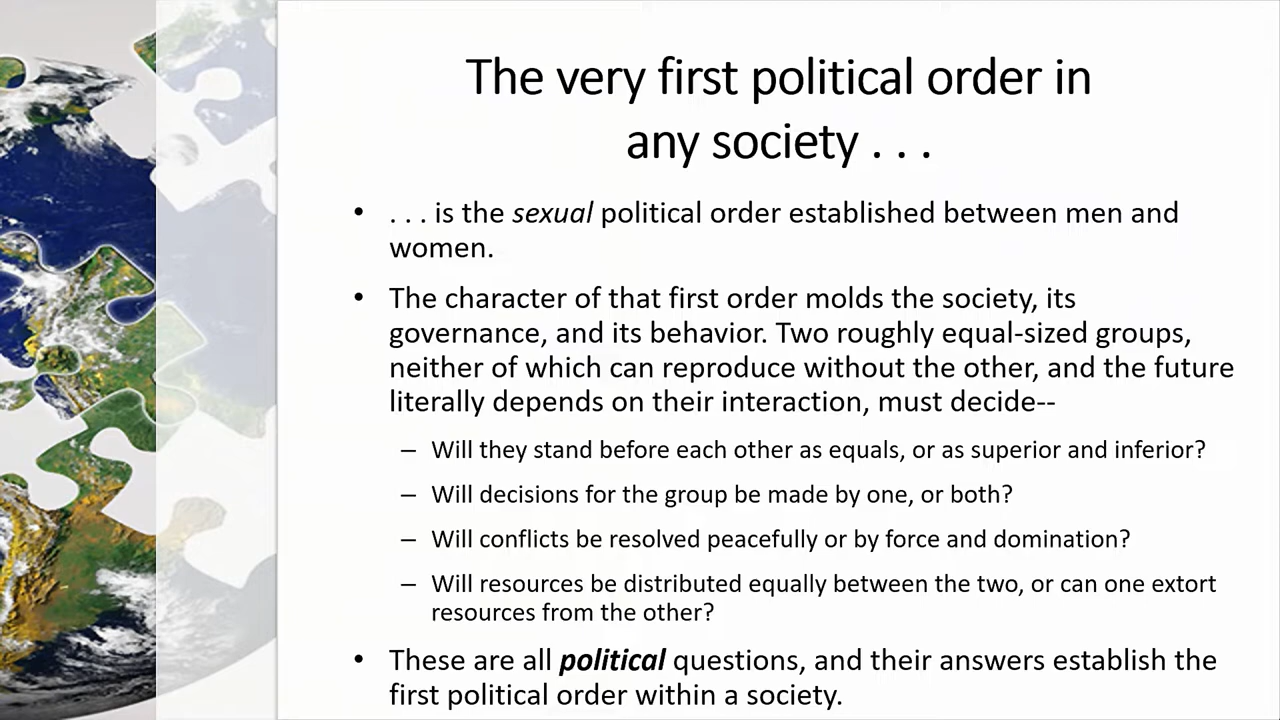 The very first political order in
any society . . .
• . . . is the sexual political order established between men and
women.
• The character of that first order molds the society, its
governance, and its behavior. Two roughly equal-sized groups,
neither of which can reproduce without the other, and the future
literally depends on their interaction, must decide--
– Will they stand before each other as equals, or as superior and inferior?
– Will decisions for the group be made by one, or both?
– Will conflicts be resolved peacefully or by force and domination?
– Will resources be distributed equally between the two, or can one extort
resources from the other?
• These are all political questions, and their answers establish the
first political order within a society.